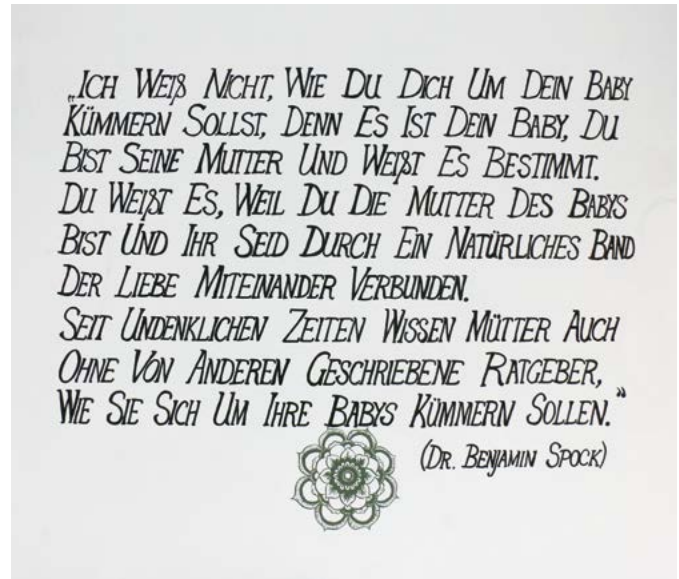 „Ich Weiß Nicht, Wie Du Dich Um Dein Baby
Kümmern Sollst, Denn Es Ist Dein Baby, Du
Bist Seine Mutter Und Weißt Es Bestimmt.
Du Weißt Es, Weil Du Die Mutter Des Babys
Bist Und Ihr Seid Durch Ein Natürliches Band
Der Liebe Miteinander Verbunden.
Seit Undenklichen Zeiten Wissen Mütter Auch
Ohne Von Anderen Geschriebene Ratgeber,
Wie Sie Sich Um Ihre Babys Kümmern Sollen."
(Dr. Benjamin Spock)